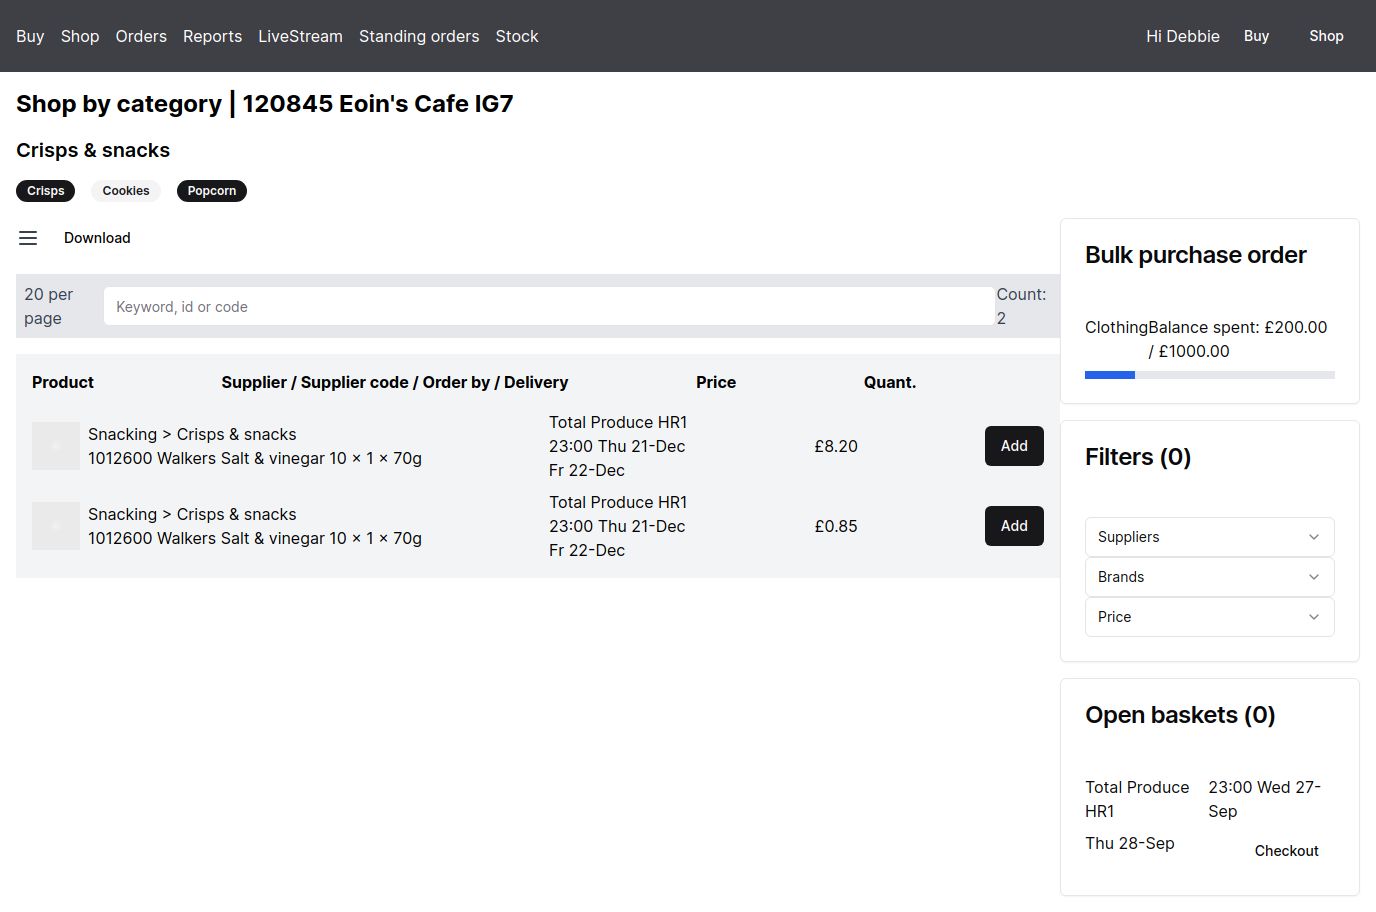 Buy Shop Orders Reports LiveStream Standing orders Stock Hi Debbie Buy Shop
Shop by category | 120845 Eoin's Cafe IG7
Crisps & snacks
Crisps Cookies Popcorn
Download
20 per
page
Keyword, id or code
Count:
2
Product Supplier / Supplier code / Order by / Delivery Price Quant.
Snacking > Crisps & snacks
1012600 Walkers Salt & vinegar 10 × 1 × 70g
Total Produce HR1
23:00 Thu 21-Dec
Fr 22-Dec
£8.20
Add
Snacking > Crisps & snacks
1012600 Walkers Salt & vinegar 10 × 1 × 70g
Total Produce HR1
23:00 Thu 21-Dec
Fr 22-Dec
£0.85
Add
Bulk purchase order
ClothingBalance spent: £200.00
/ £1000.00
Filters (0)
Suppliers
Brands
Price
Open baskets (0)
Total Produce
HR1
23:00 Wed 27-
Sep
Thu 28-Sep
Checkout